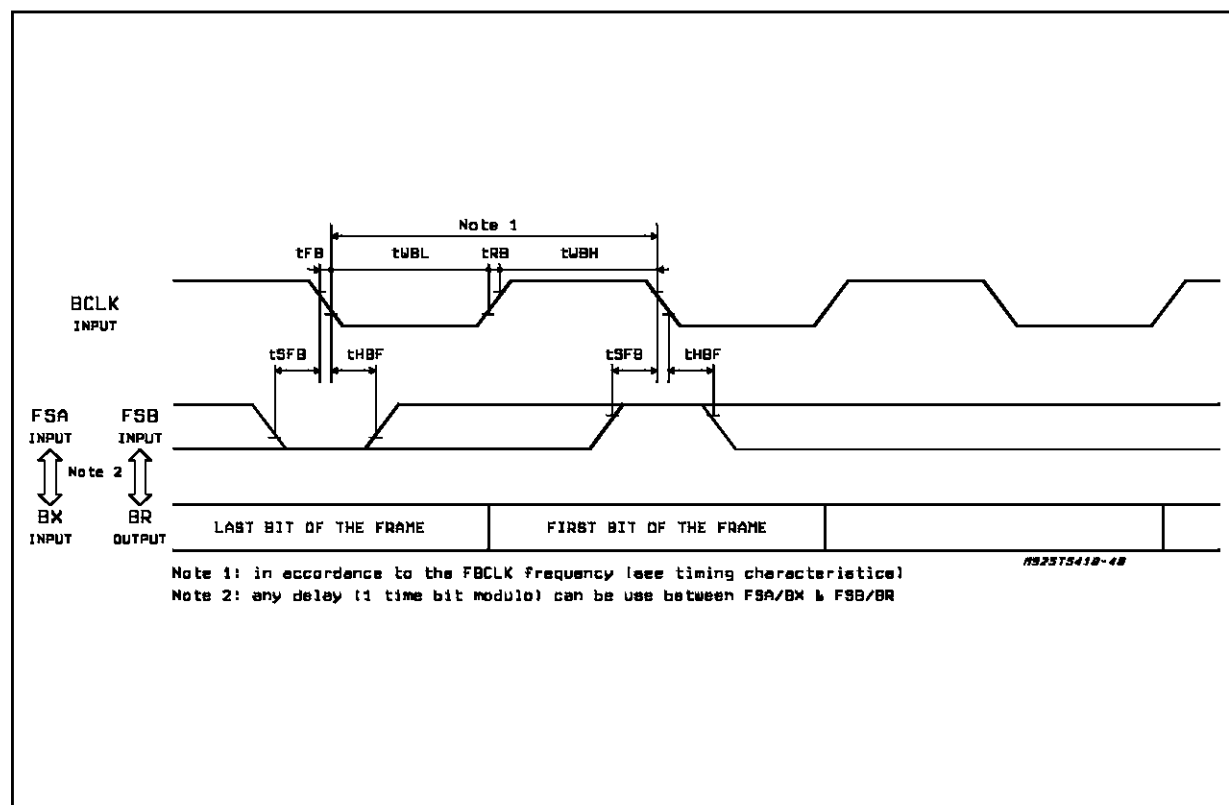 Note 1
tFB tWBL tRB tWBH
BCLK
INPUT
tSFB tHBF tSFB tHBF
FSA FSB
INPUT INPUT
Note 2
BX BR
INPUT OUTPUT
LAST BIT OF THE FRAME FIRST BIT OF THE FRAME
Note 1: in accordance to the FBCLK frequency (see timing characteristics)
Note 2: any delay (1 time bit modulo) can be use between FSA/BX & FSB/BR